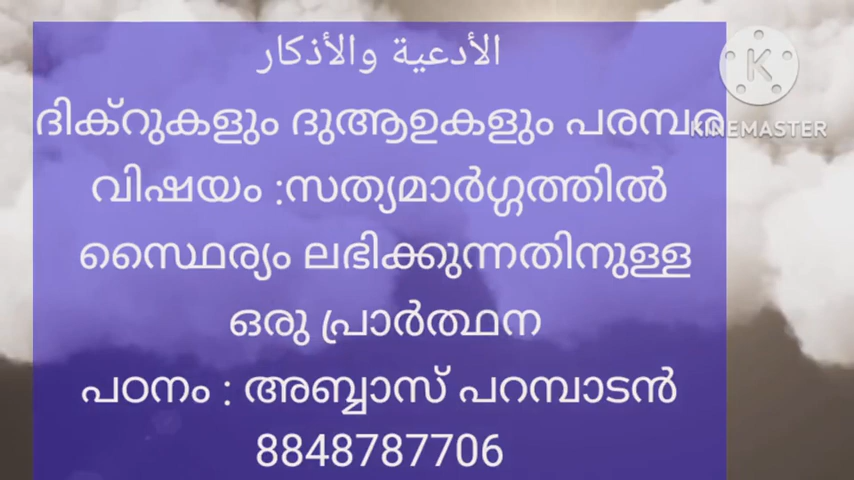 الأدعية والأذكار
ദിക്റുകളും ദുആഉകളും പരമ്പര
KINEMASTER
വിഷയം :സത്യമാർഗ്ഗത്തിൽ
സ്ഥൈര്യം ലഭിക്കുന്നതിനുള്ള
ഒരു പ്രാർത്ഥന
പഠനം : അബ്ബാസ് പറമ്പാടൻ
8848787706